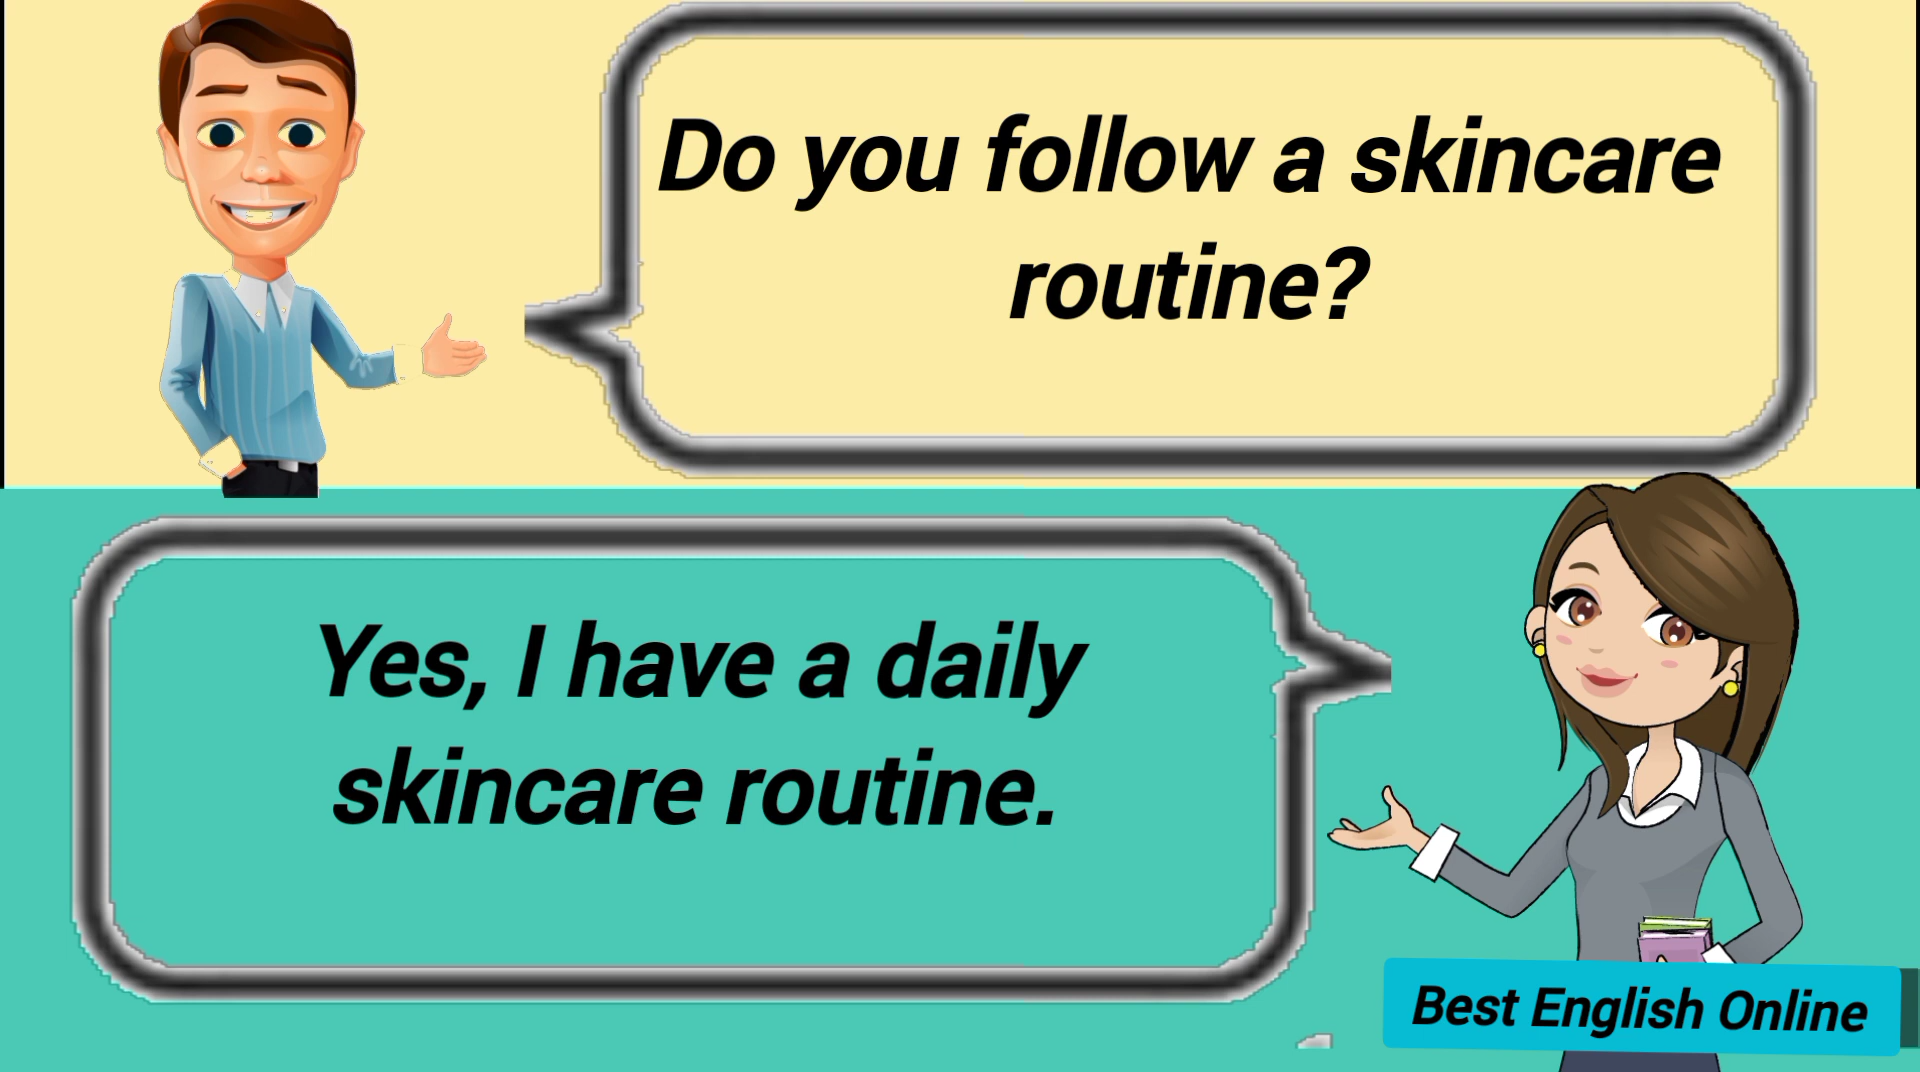 Do you follow a skincare
routine?
Yes, I have a daily
skincare routine.
Best English Online